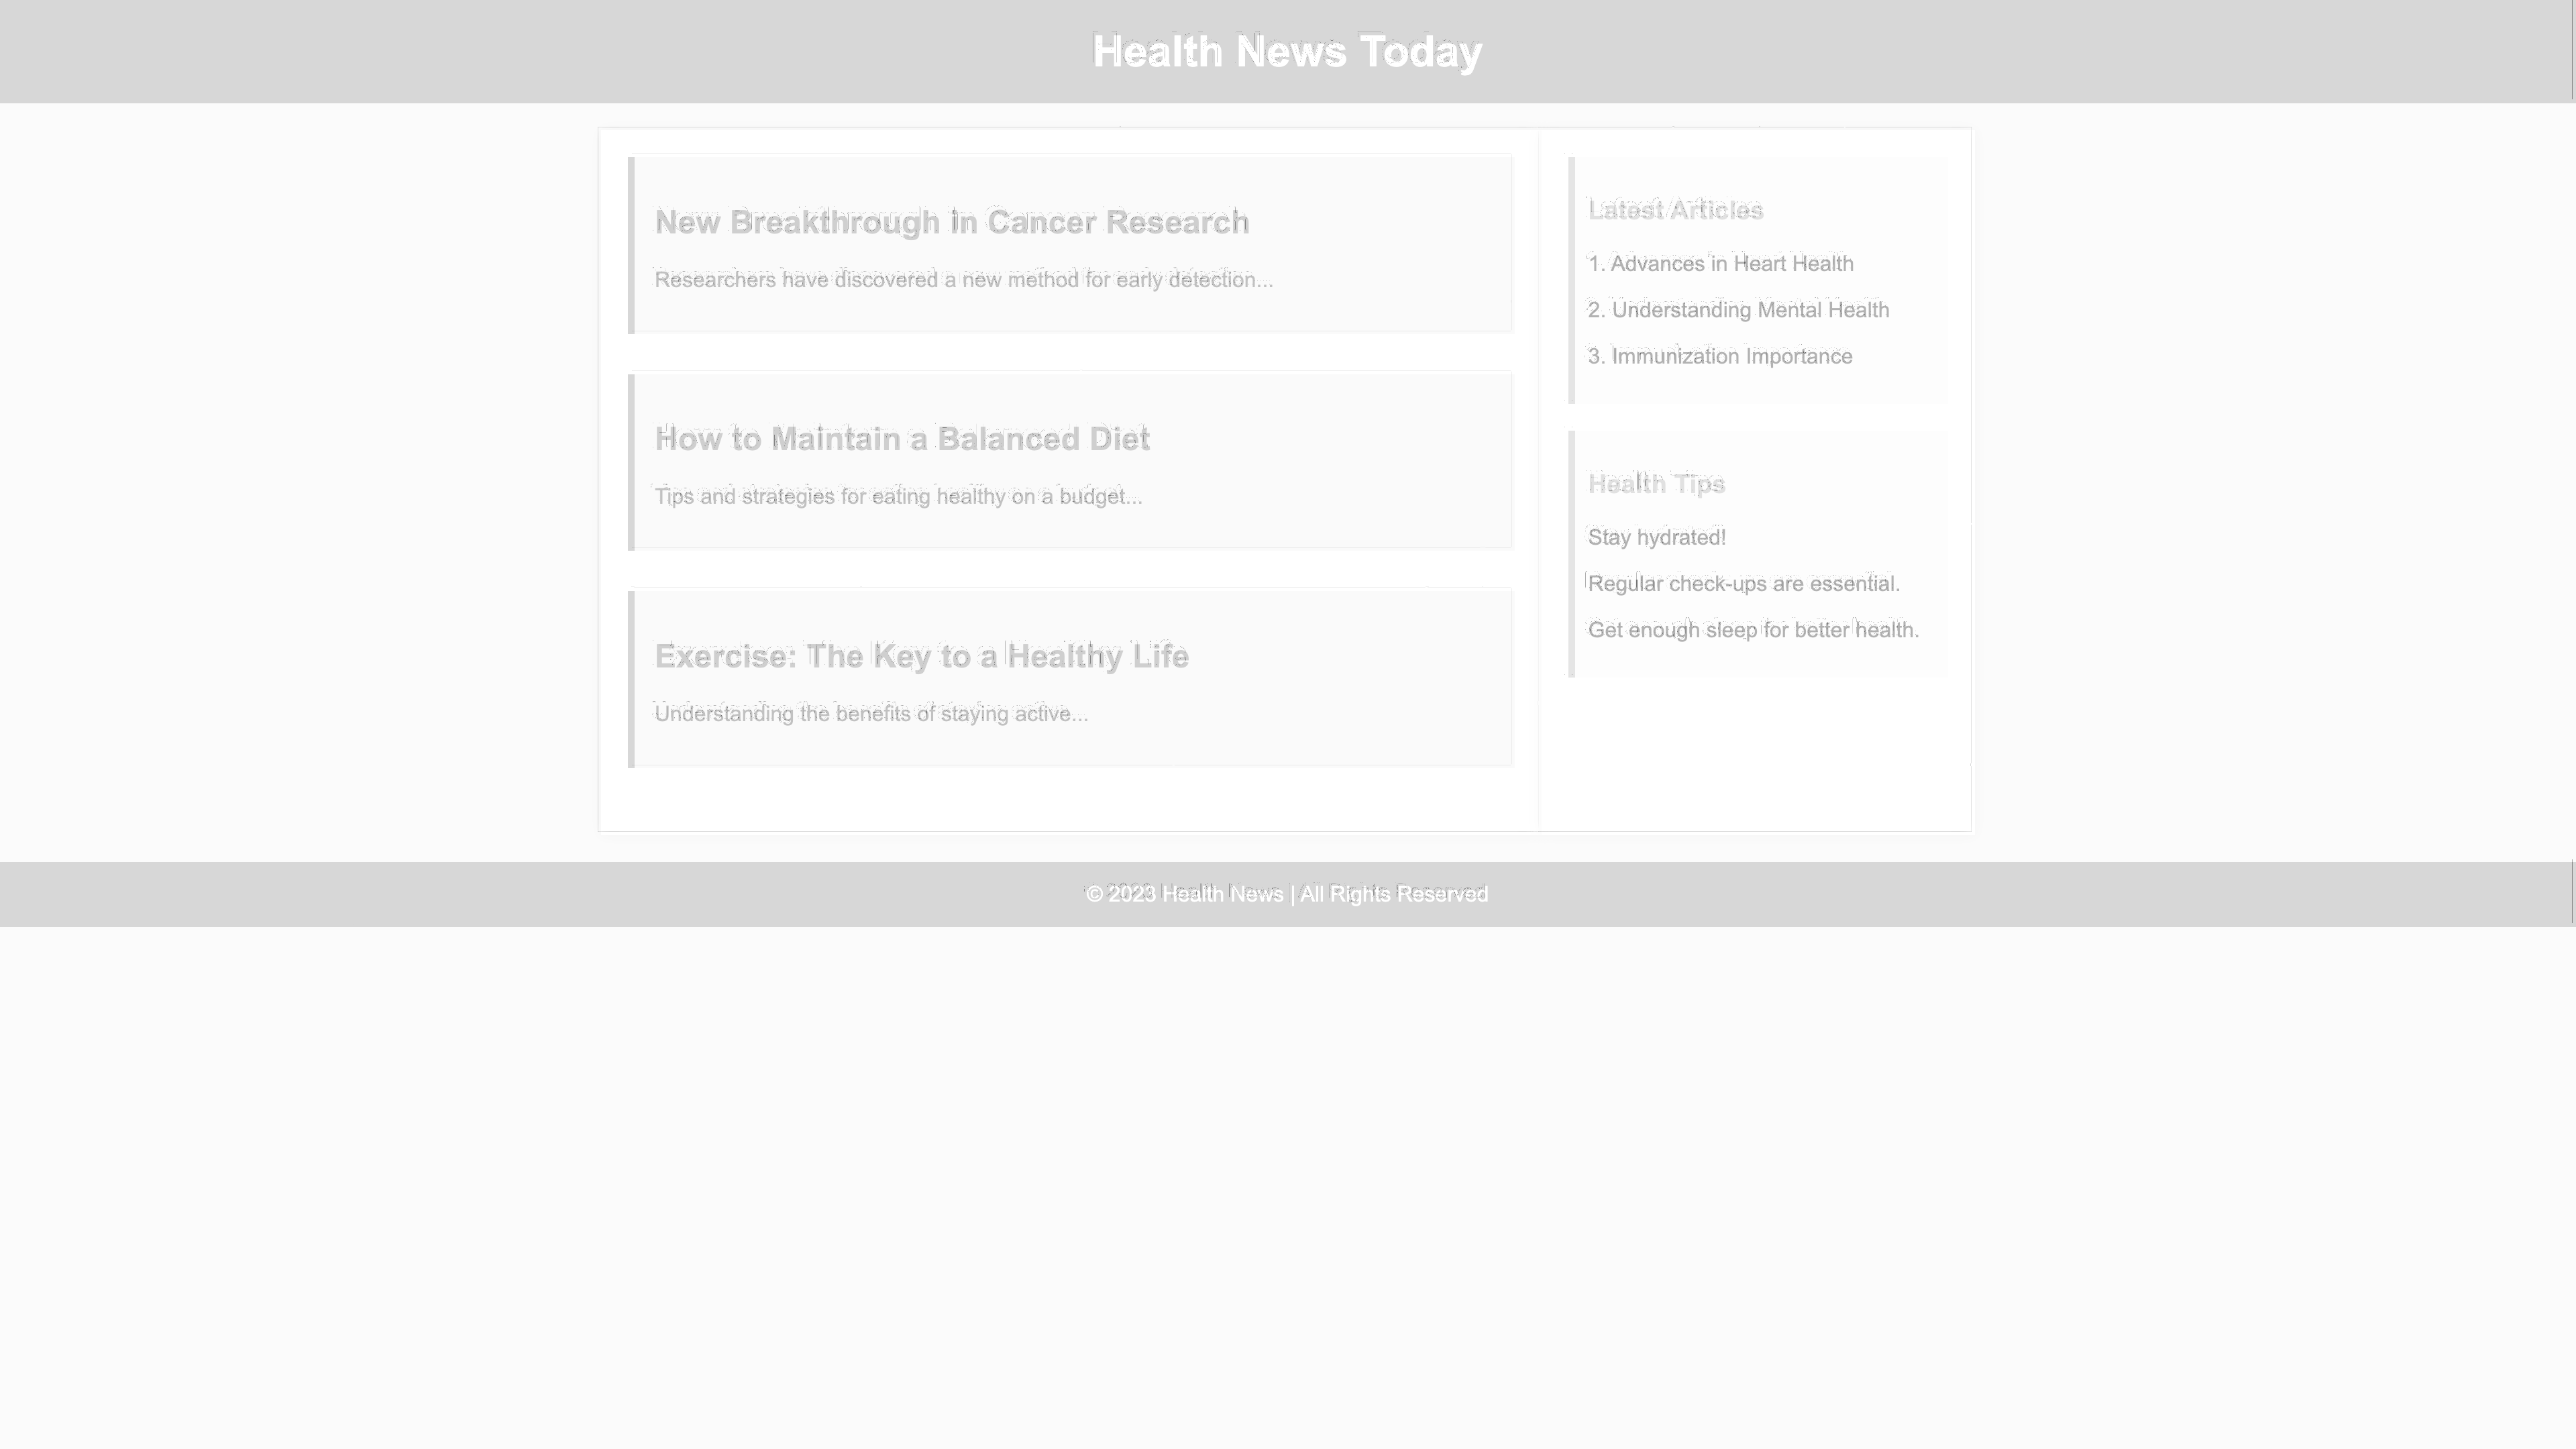 Health News Today
New Breakthrough in Cancer Research
Researchers have discovered a new method for early detection...
How to Maintain a Balanced Diet
Tips and strategies for eating healthy on a budget...
Exercise: The Key to a Healthy Life
Understanding the benefits of staying active...
Latest Articles
1. Advances in Heart Health
2. Understanding Mental Health
3. Immunization Importance
Health Tips
Stay hydrated!
Regular check-ups are essential.
Get enough sleep for better health.
© 2023 Health News | All Rights Reserved